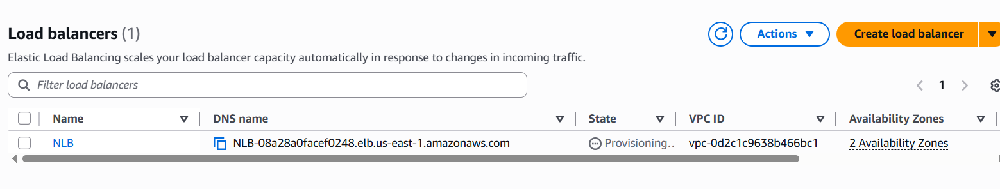 Load balancers (1)
Actions
Create load balancer
Elastic Load Balancing scales your load balancer capacity automatically in response to changes in incoming traffic.
Filter load balancers
1
Name DNS name State VPC ID Availability Zones
NLB NLB-08a28a0facef0248.elb.us-east-1.amazonaws.com Provisioning.. vpc-0d2c1c9638b466bc1 2 Availability Zones